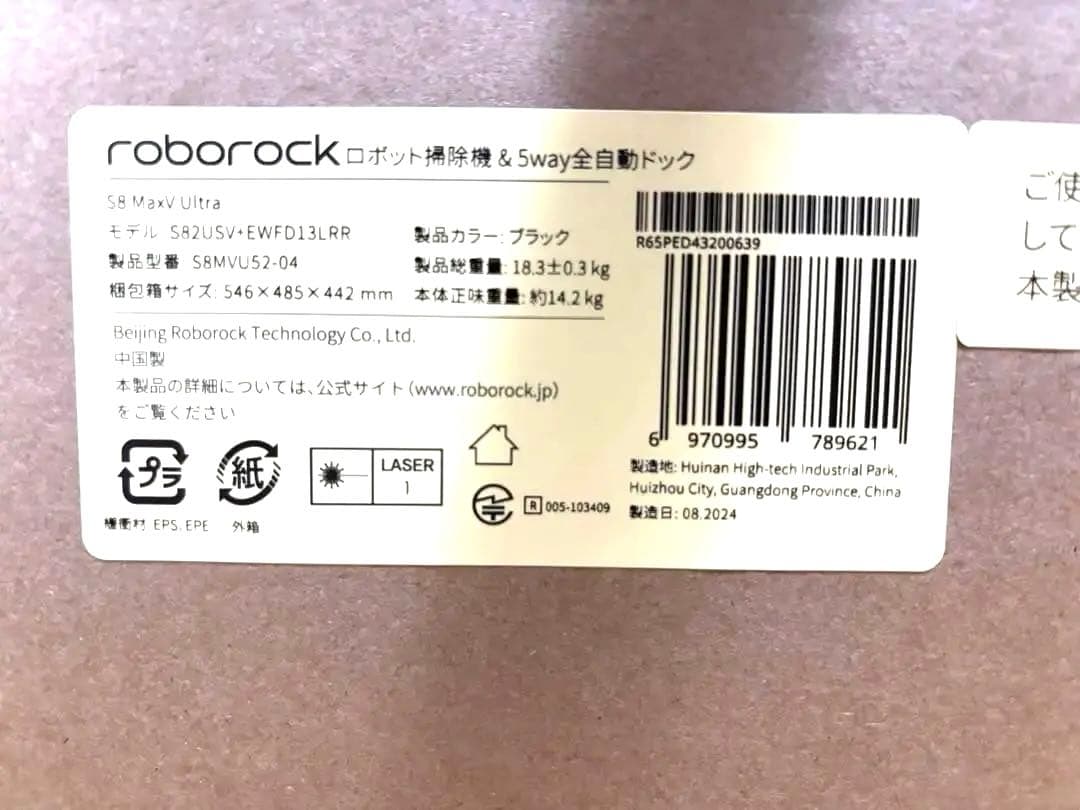 roborock ロボット掃除機 & 5way全自動ドック
S8 MaxV Ultra
モデル S82USV+EWFD13LRR
製品型番 S8MVU52-04
梱包箱サイズ: 546×485×442 mm
製品カラー: ブラック
製品総重量: 18.3±0.3 kg
本体正味重量: 約14.2 kg
Beijing Roborock Technology Co., Ltd.
中国製
本製品の詳細については、公式サイト(www.roborock.jp)
をご覧ください
プラ
緩衝材 EPS, EPE
紙
外箱
LASER
1
R 005-103409
R65PED43200639
6 970995 789621
製造地: Huinan High-tech Industrial Park,
Huizhou City, Guangdong Province, China
製造日: 08.2024
ご使
して
本製